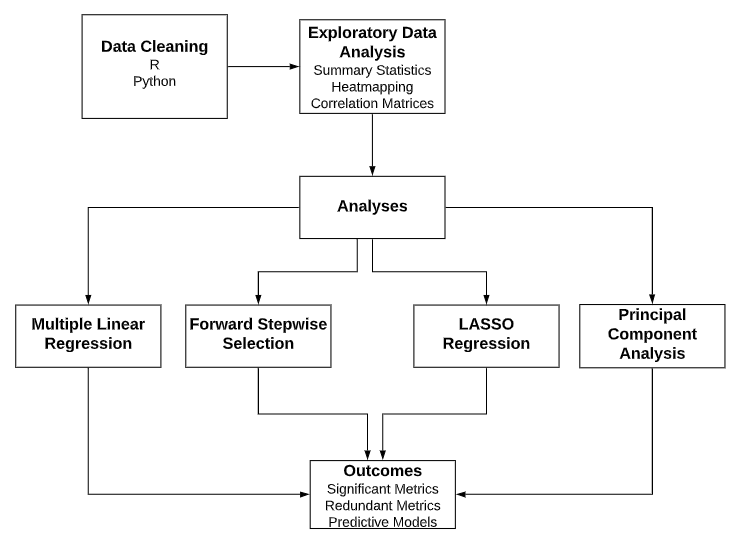 Data Cleaning
R
Python
Exploratory Data
Analysis
Summary Statistics
Heatmapping
Correlation Matrices
Analyses
Multiple Linear
Regression
Forward Stepwise
Selection
LASSO
Regression
Principal
Component
Analysis
Outcomes
Significant Metrics
Redundant Metrics
Predictive Models